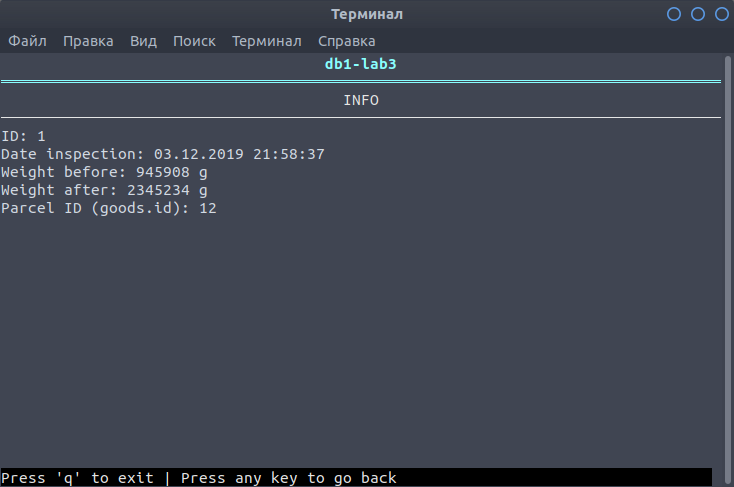 Терминал
Файл Правка Вид Поиск Терминал Справка
db1-lab3
INFO
ID: 1
Date inspection: 03.12.2019 21:58:37
Weight before: 945908 g
Weight after: 2345234 g
Parcel ID (goods.id): 12
Press 'q' to exit | Press any key to go back